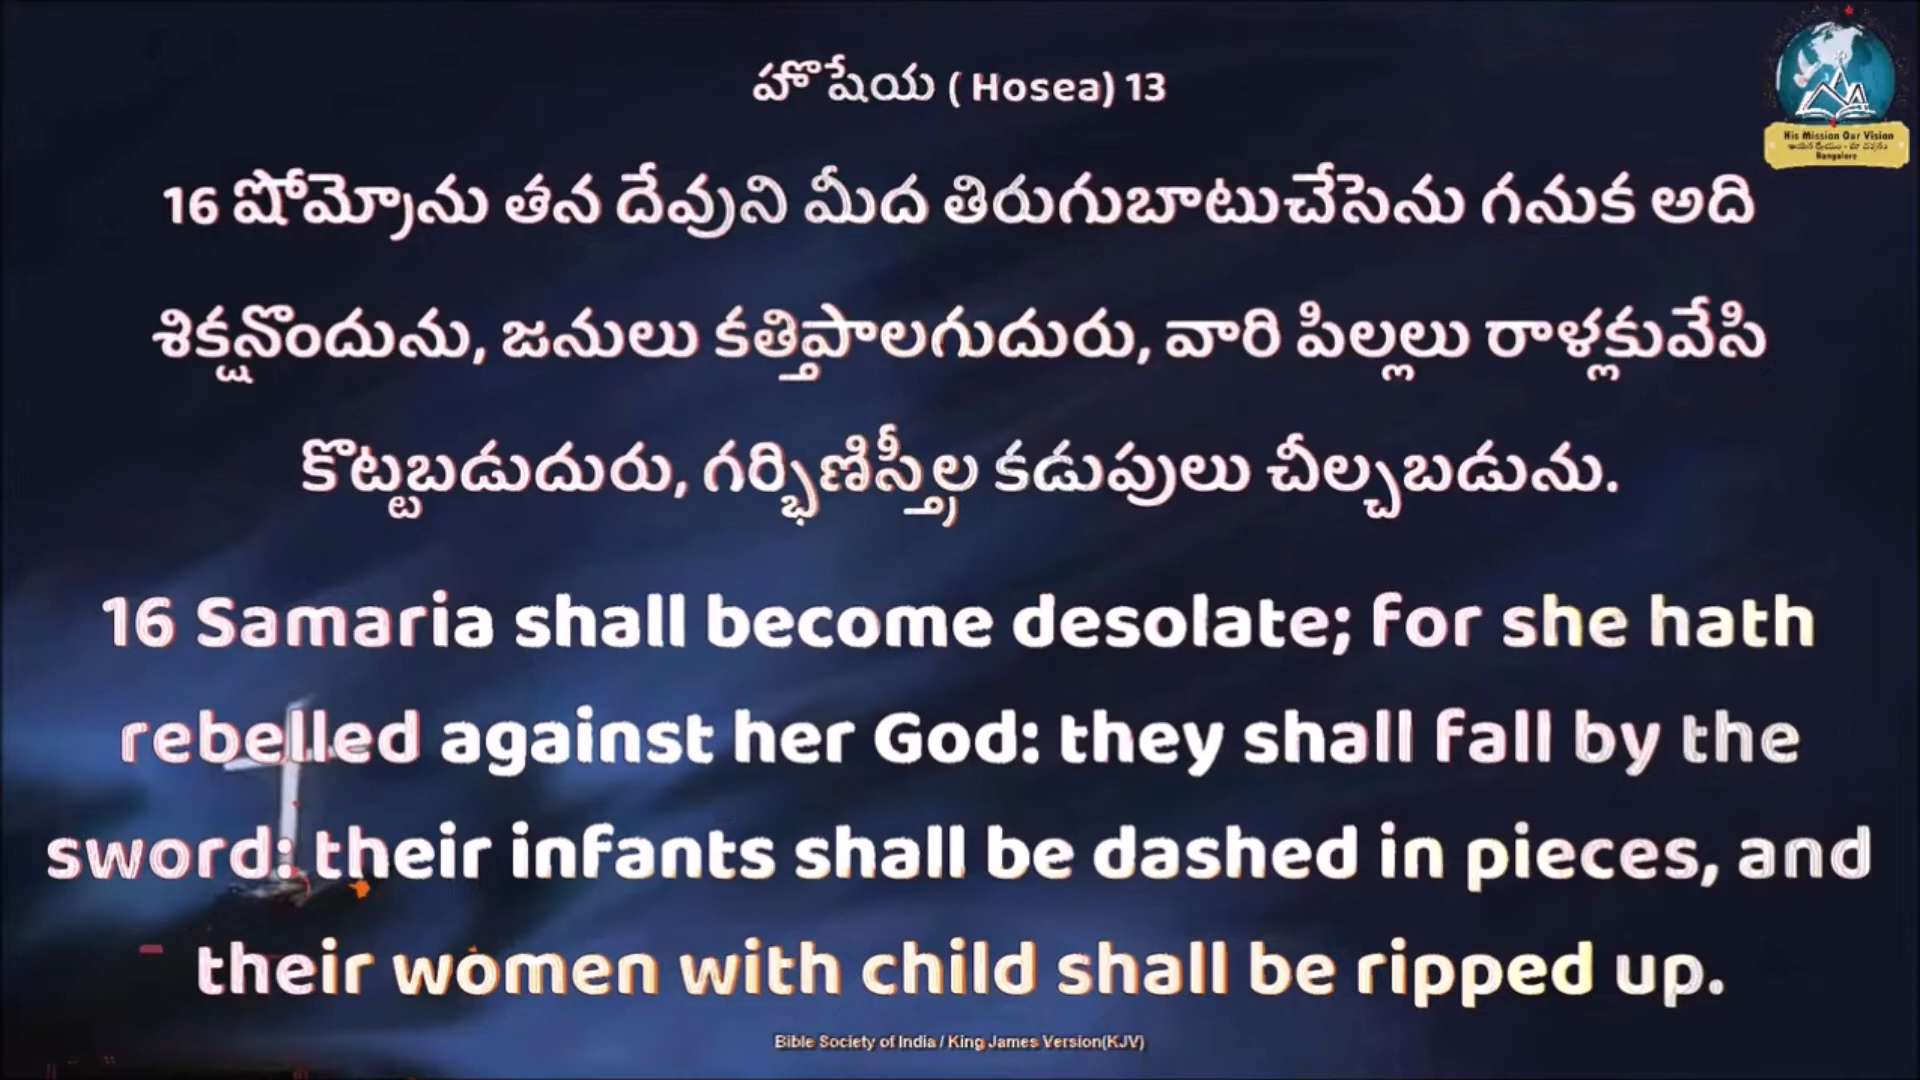 హోషేయ ( Hosea) 13
16 షోమ్రోను తన దేవుని మీద తిరుగుబాటుచేసెను గనుక అది
శిక్షనొందును, జనులు కత్తిపాలగుదురు, వారి పిల్లలు రాళ్లకువేసి
కొట్టబడుదురు, గర్భిణిస్త్రీల కడుపులు చీల్చబడును.
16 Samaria shall become desolate; for she hath
rebelled against her God: they shall fall by the
sword: their infants shall be dashed in pieces, and
their women with child shall be ripped up.
Bible Society of India / King James Version(KJV)
His Mission Our Vision
Bangalore